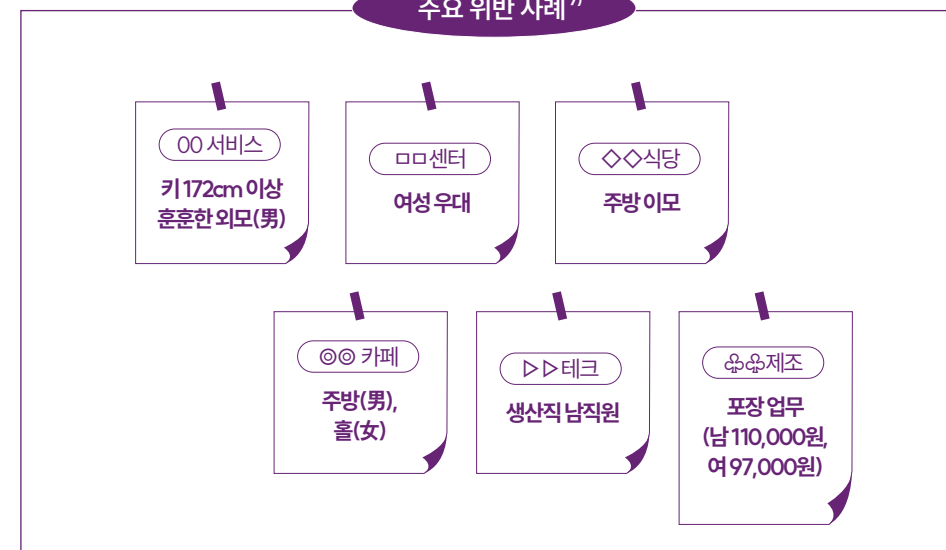 주요 위반 사례 7)
OO 서비스
키 172cm 이상
훈훈한 외모(男)
ㅁㅁ센터
여성 우대
◇◇식당
주방 이모
◎◎ 카페
주방(男),
홀(女)
▷▷테크
생산직 남직원
♧♧제조
포장 업무
(남 110,000원,
여 97,000원)